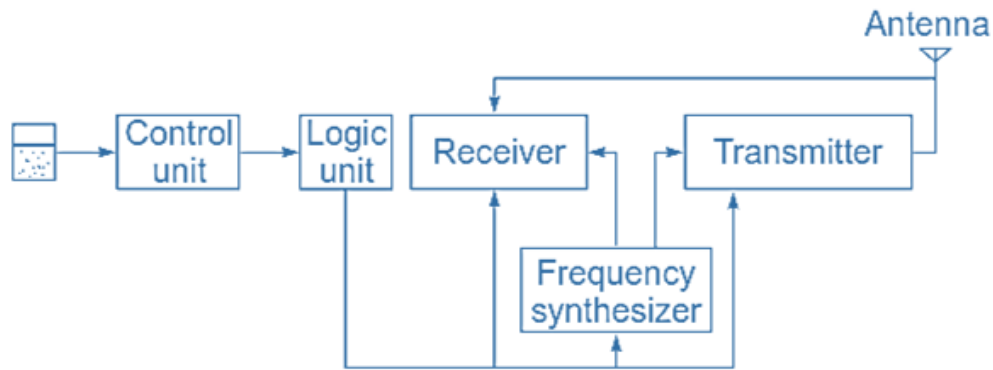 Antenna
Control
unit
Logic
unit
Receiver
Transmitter
Frequency
synthesizer